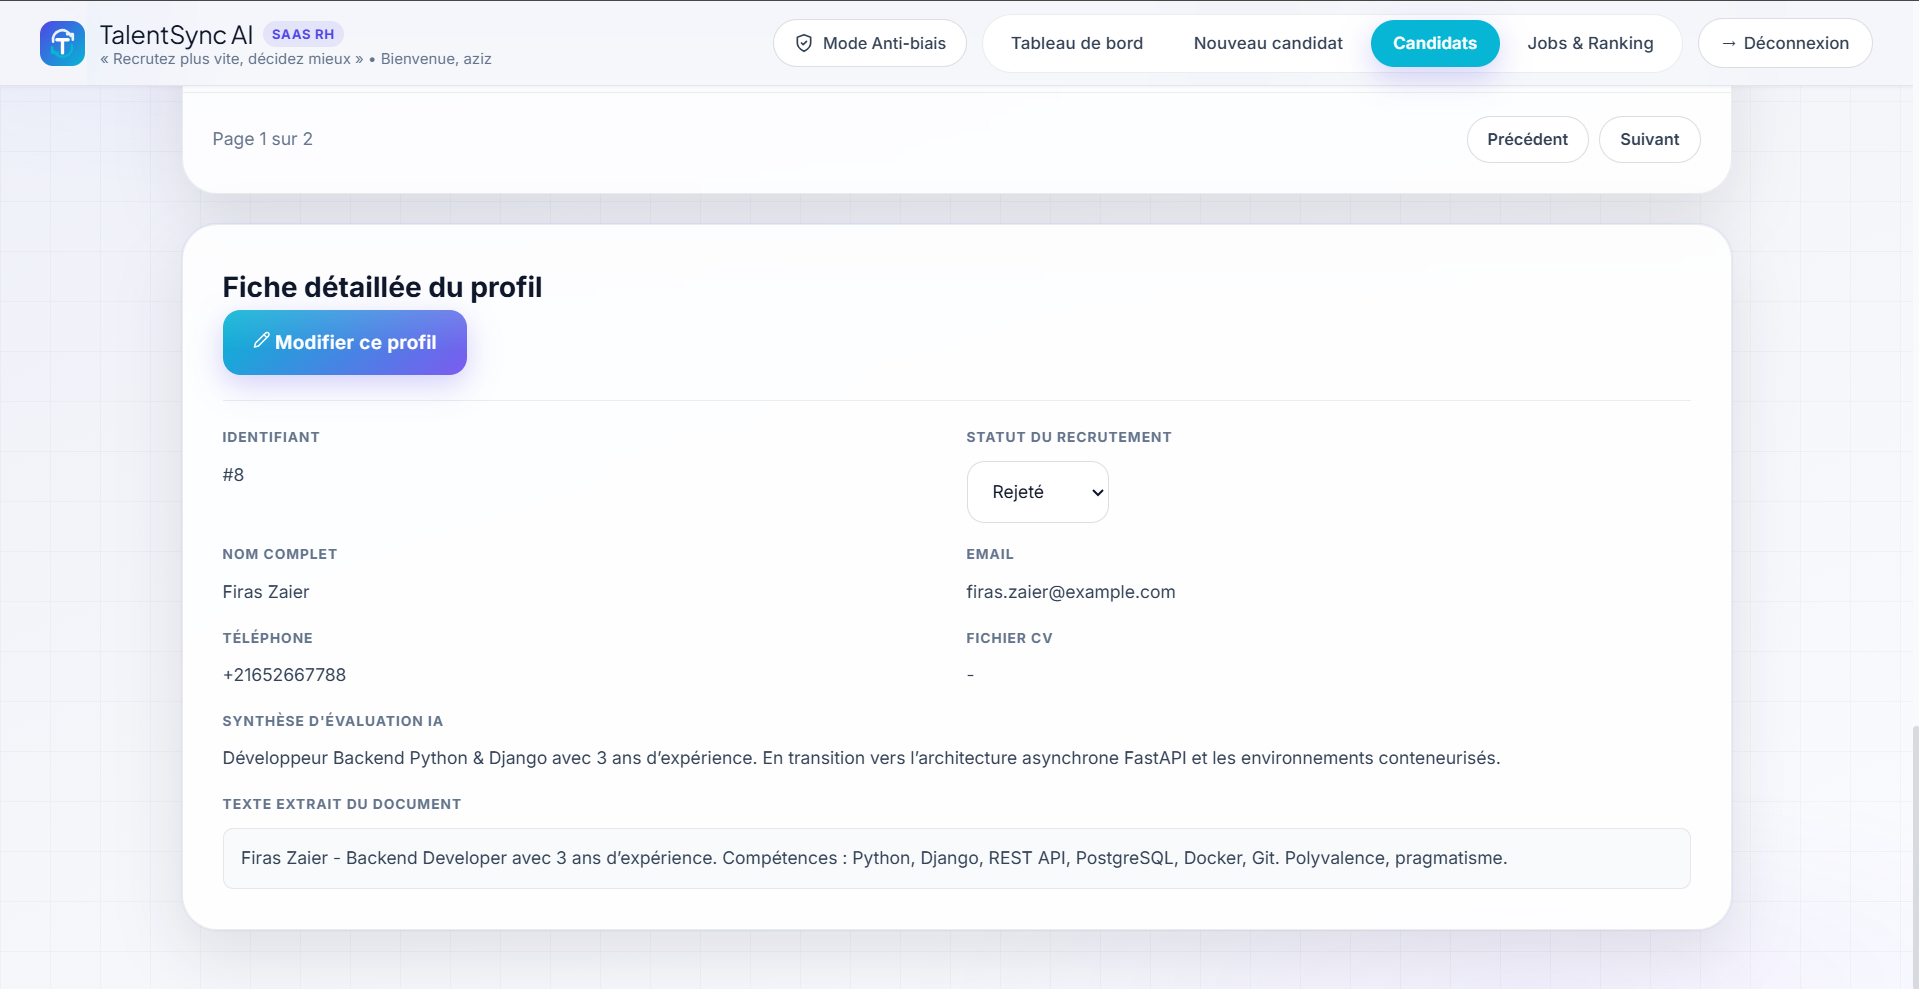 TalentSync AI SAAS RH
« Recrutez plus vite, décidez mieux » • Bienvenue, aziz
Mode Anti-biais
Tableau de bord
Nouveau candidat
Candidats
Jobs & Ranking
→ Déconnexion
Page 1 sur 2
Précédent
Suivant
Fiche détaillée du profil
Modifier ce profil
IDENTIFIANT
#8
STATUT DU RECRUTEMENT
Rejeté
NOM COMPLET
Firas Zaier
EMAIL
firas.zaier@example.com
TÉLÉPHONE
+21652667788
FICHIER CV
-
SYNTHÈSE D'ÉVALUATION IA
Développeur Backend Python & Django avec 3 ans d’expérience. En transition vers l’architecture asynchrone FastAPI et les environnements conteneurisés.
TEXTE EXTRAIT DU DOCUMENT
Firas Zaier - Backend Developer avec 3 ans d’expérience. Compétences : Python, Django, REST API, PostgreSQL, Docker, Git. Polyvalence, pragmatisme.